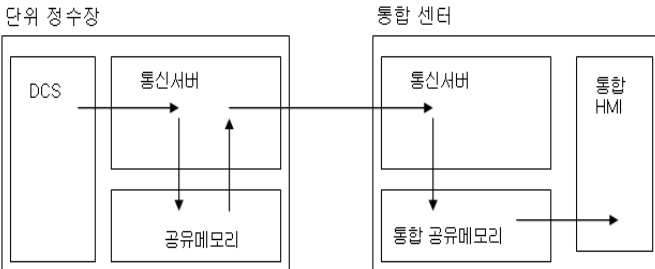 단위 정수장
통합 센터
DCS
통신서버
통신서버
통합
HMI
공유메모리
통합 공유메모리